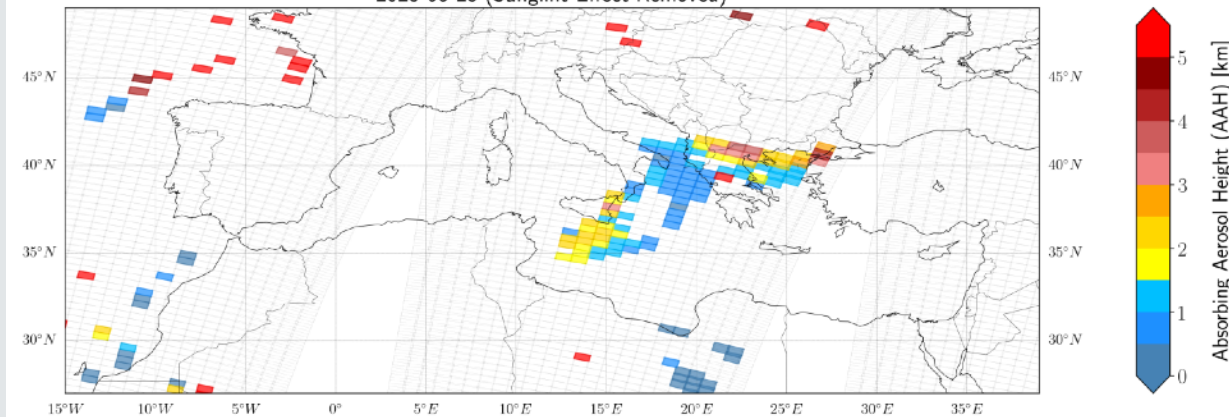 (Sunglint Effect Removed)
45°N
40°N
35°N
30°N
45°N
40°N
35°N
30°N
15°W 10°W 5°W 0° 5°E 10°E 15°E 20°E 25°E 30°E 35°E
5
4
3
2
1
0
Absorbing Aerosol Height (AAH) [km]